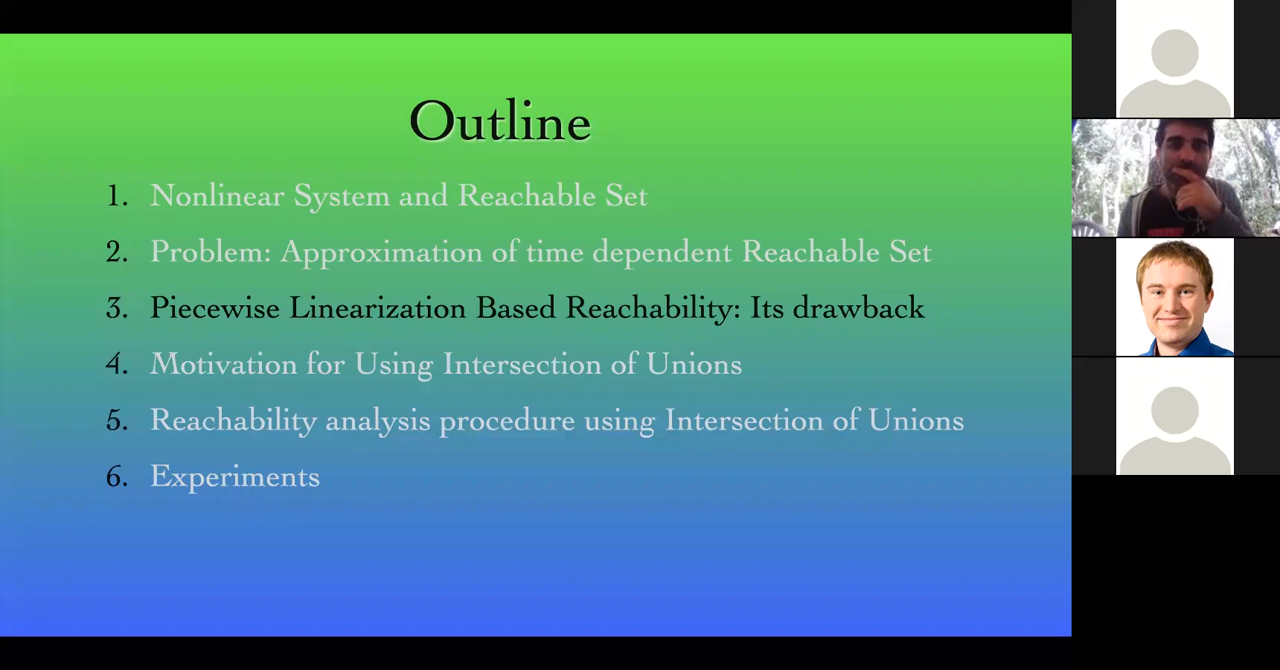 Outline
1. Nonlinear System and Reachable Set
2. Problem: Approximation of time dependent Reachable Set
3. Piecewise Linearization Based Reachability: Its drawback
4. Motivation for Using Intersection of Unions
5. Reachability analysis procedure using Intersection of Unions
6. Experiments